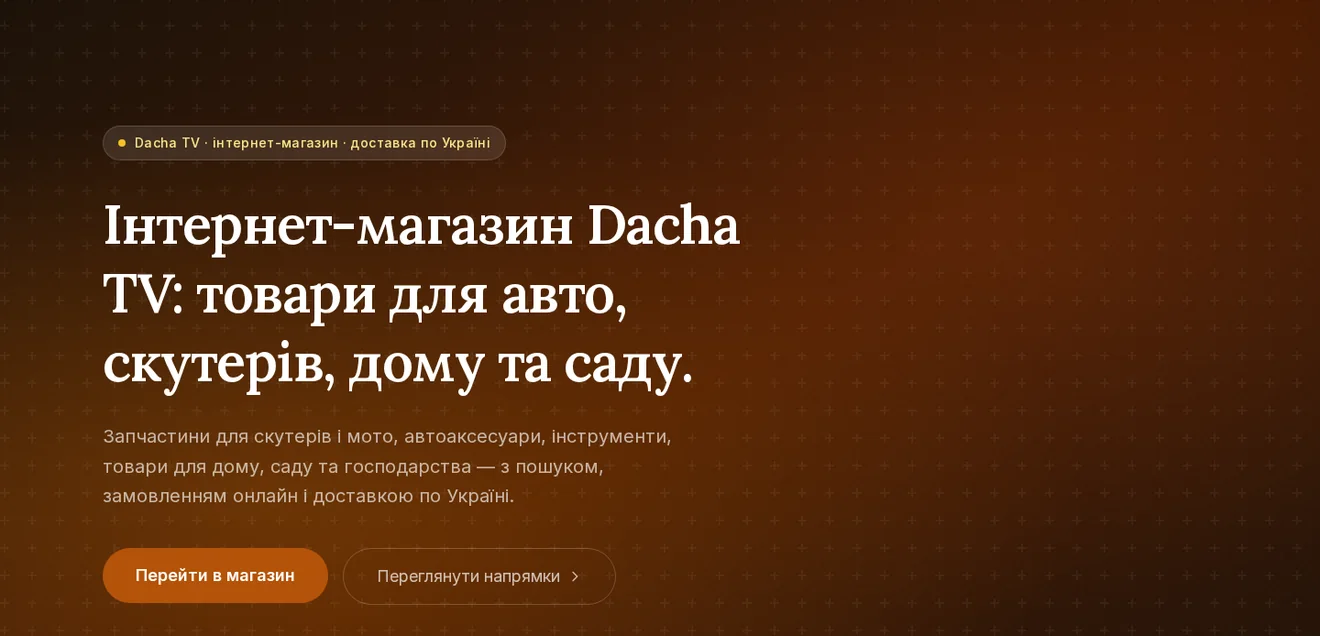 Dacha TV · інтернет-магазин · доставка по Україні
Інтернет-магазин Dacha
TV: товари для авто,
скутерів, дому та саду.
Запчастини для скутерів і мото, автоаксесуари, інструменти,
товари для дому, саду та господарства — з пошуком,
замовленням онлайн і доставкою по Україні.
Перейти в магазин
Переглянути напрямки